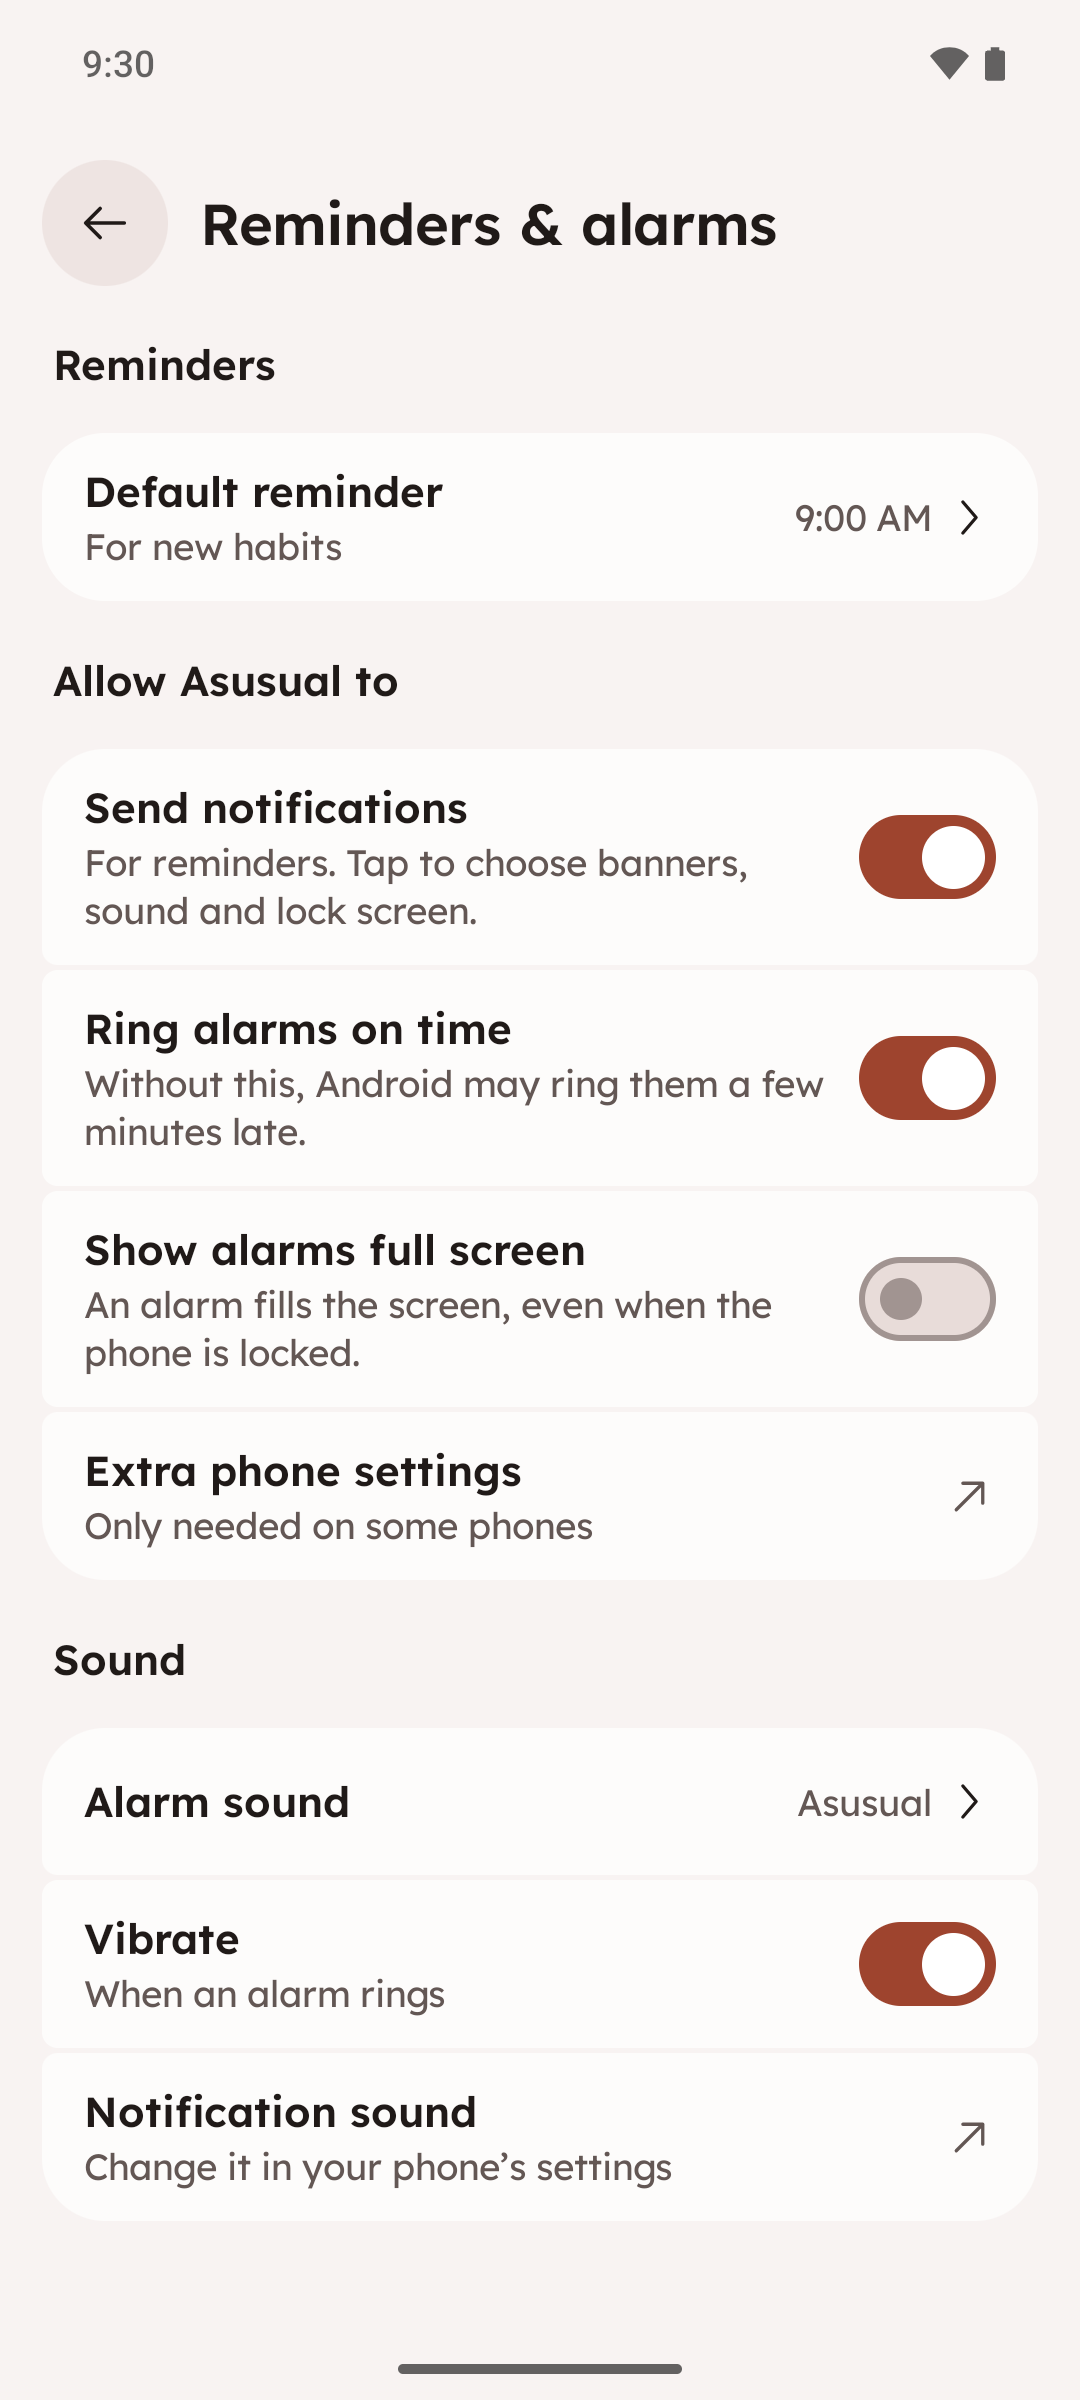 9:30
Reminders & alarms
Reminders
Default reminder
For new habits
9:00 AM
Allow Asusual to
Send notifications
For reminders. Tap to choose banners,
sound and lock screen.
Ring alarms on time
Without this, Android may ring them a few
minutes late.
Show alarms full screen
An alarm fills the screen, even when the
phone is locked.
Extra phone settings
Only needed on some phones
Sound
Alarm sound
Asusual
Vibrate
When an alarm rings
Notification sound
Change it in your phone’s settings